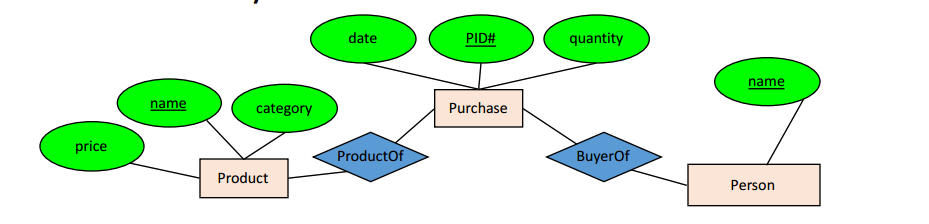 date
PID#
quantity
name
name
category
Purchase
price
ProductOf
BuyerOf
Product
Person